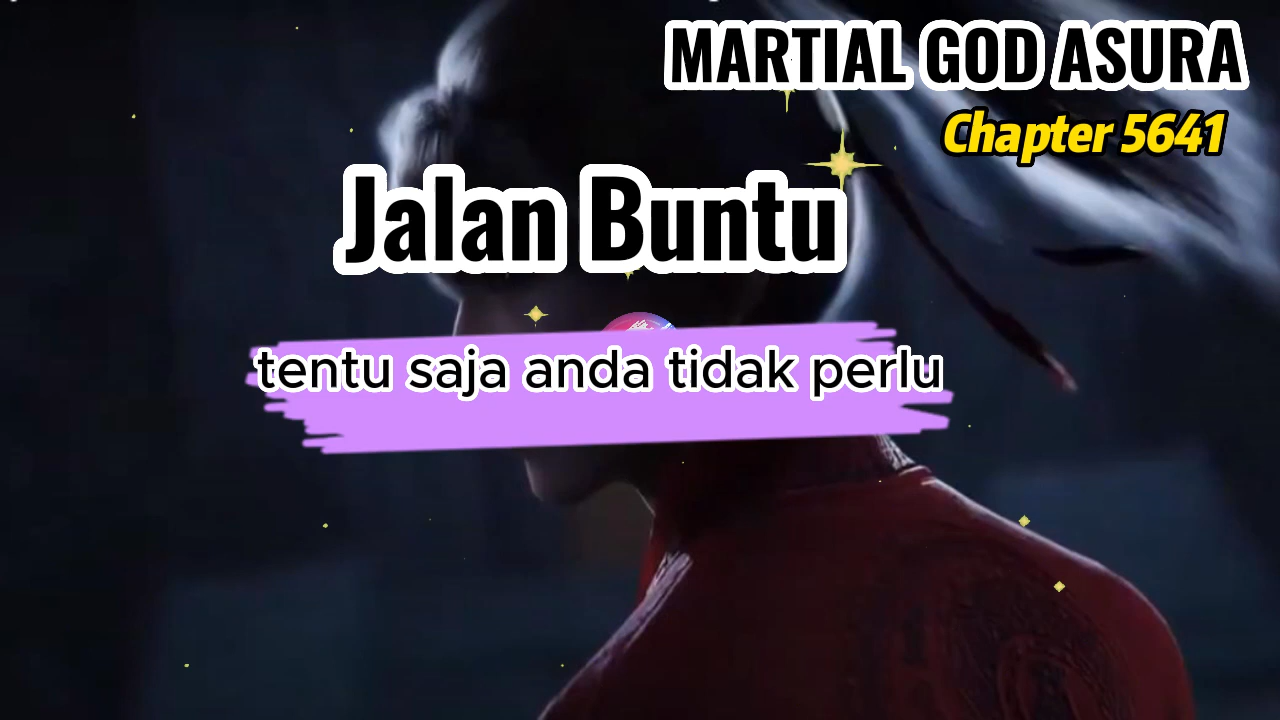 MARTIAL GOD ASURA
Chapter 5641
Jalan Buntu
tentu saja anda tidak perlu